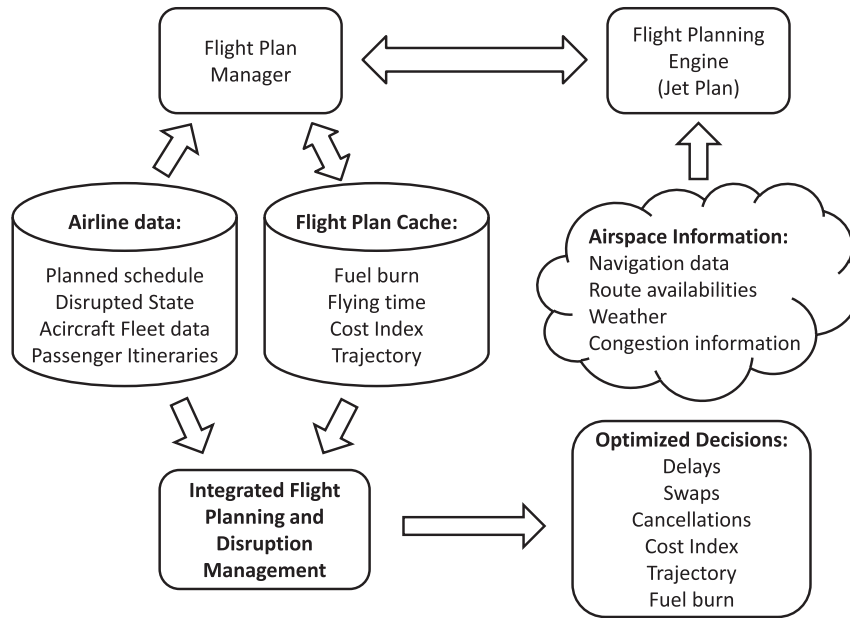 Flight Plan
Manager
Flight Planning
Engine
(Jet Plan)
Airline data:
Planned schedule
Disrupted State
Acircraft Fleet data
Passenger Itineraries
Flight Plan Cache:
Fuel burn
Flying time
Cost Index
Trajectory
Airspace Information:
Navigation data
Route availabilities
Weather
Congestion information
Integrated Flight
Planning and
Disruption
Management
Optimized Decisions:
Delays
Swaps
Cancellations
Cost Index
Trajectory
Fuel burn